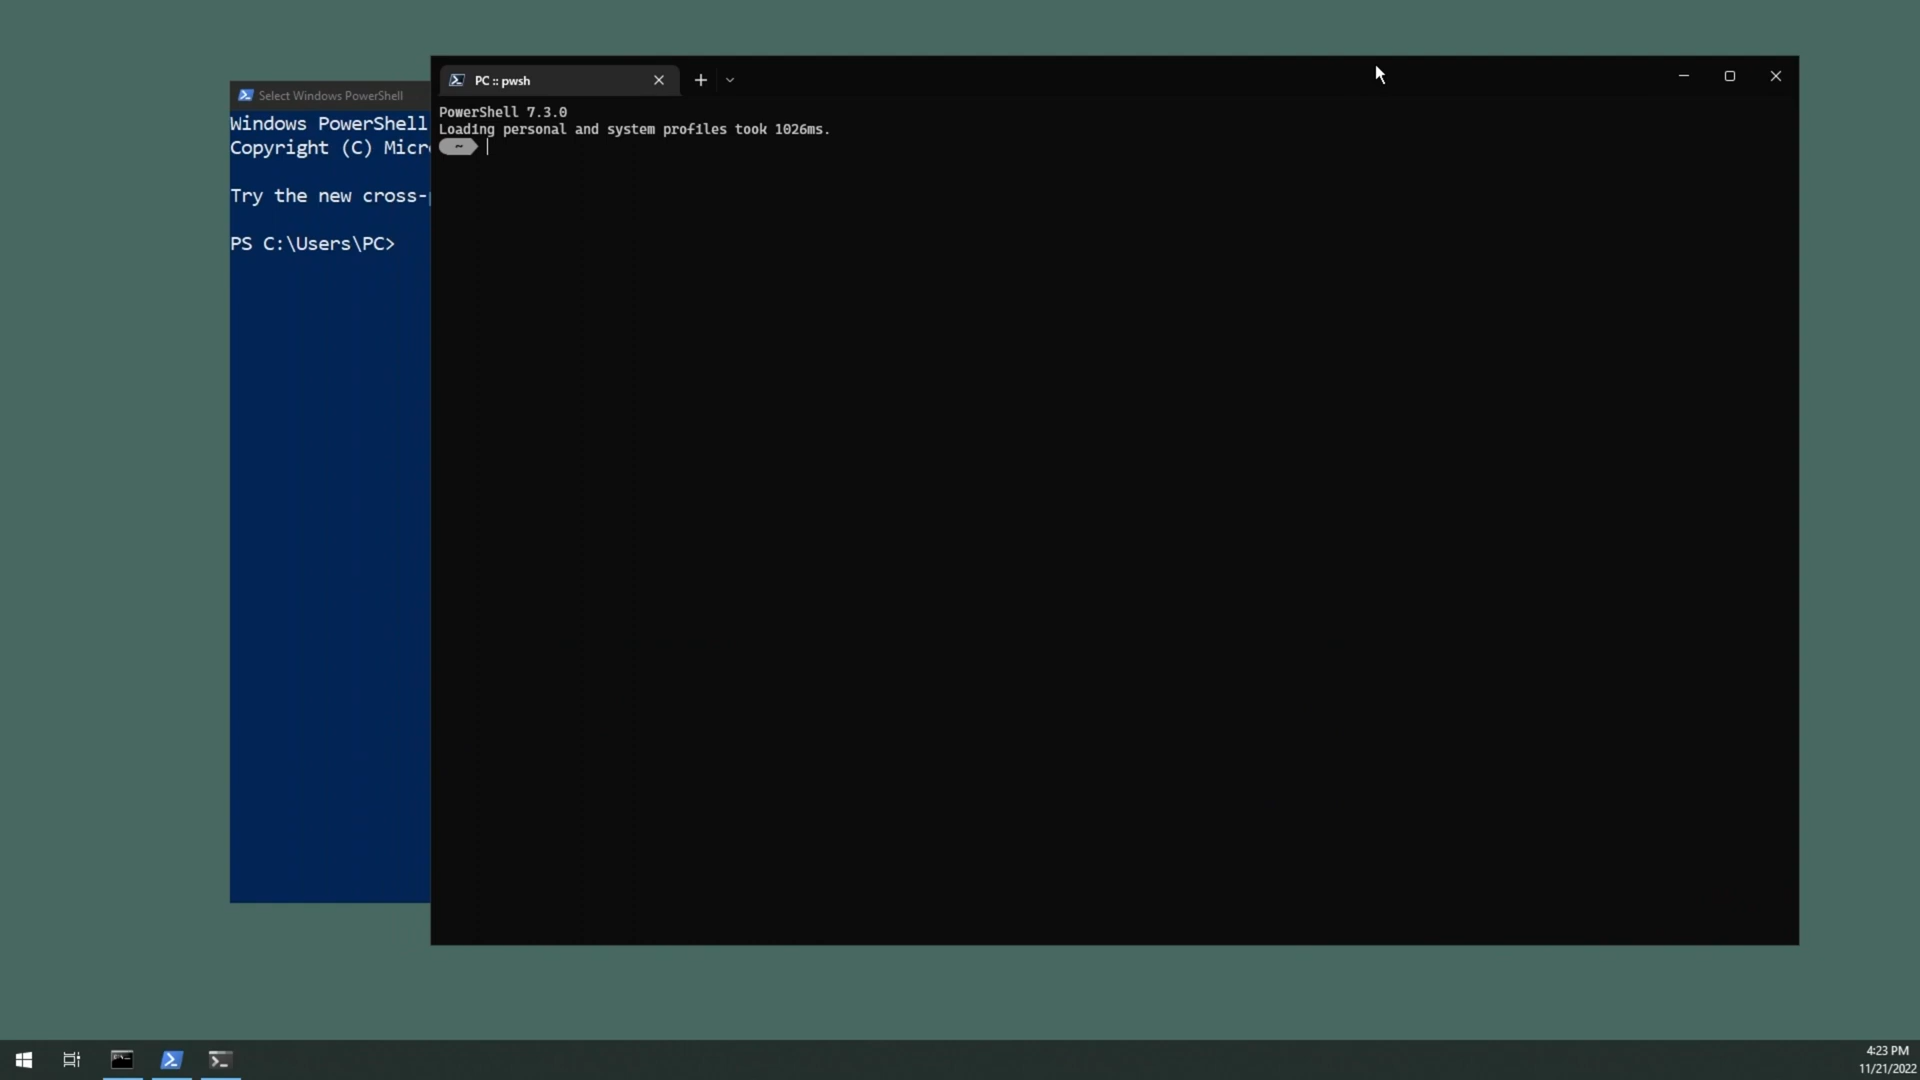 Select Windows PowerShell
Windows PowerShell
Copyright (C) Micr
Try the new cross-
PS C:\Users\PC>
PC :: pwsh
PowerShell 7.3.0
Loading personal and system profiles took 1026ms.
~
4:23 PM
11/21/2022